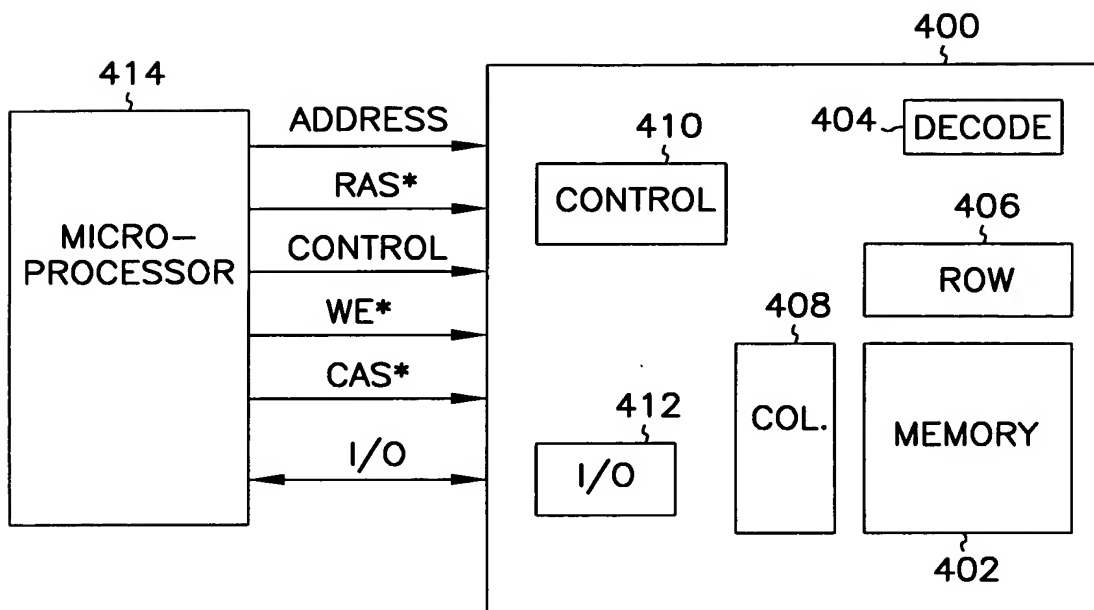 400
414
ADDRESS
404
DECODE
410
RAS*
CONTROL
406
MICRO-
PROCESSOR
CONTROL
ROW
408
WE*
CAS*
412
COL.
MEMORY
I/O
I/O
402